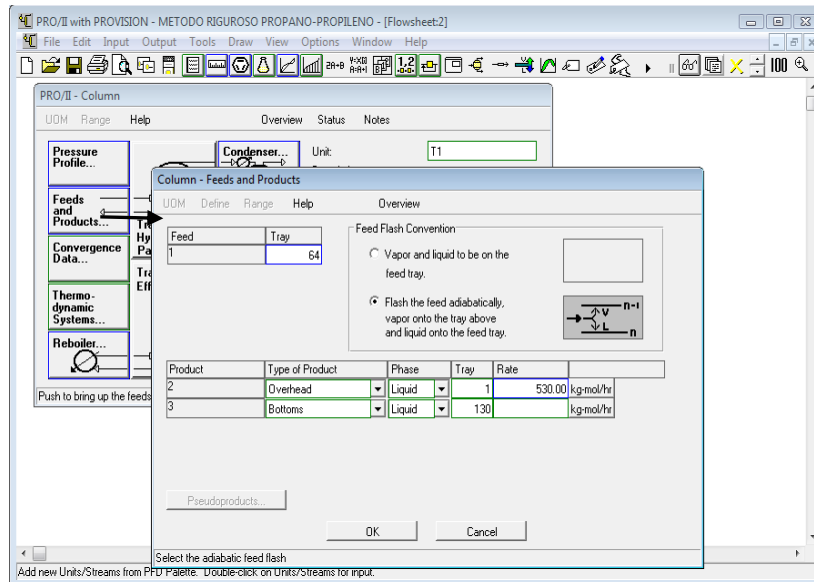 PRO/II with PROVISION - METODO RIGUROSO PROPANO-PROPILENO - [Flowsheet:2]
File Edit Input Output Tools Draw View Options Window Help
100
PRO/II - Column
UOM Range Help Overview Status Notes
Pressure
Profile...
Condenser...
Unit: T1
Column - Feeds and Products
UOM Define Range Help Overview
Feeds
and
Products...
Convergence
Data...
Thermo-
dynamic
Systems...
Reboiler...
Hy
Pa
Tra
Eff
Feed Tray
1 64
Feed Flash Convention
Vapor and liquid to be on the
feed tray.
Flash the feed adiabatically,
vapor onto the tray above
and liquid onto the feed tray.
V n-1
L n
Product Type of Product Phase Tray Rate
2 Overhead Liquid 1 530.00 kg-mol/hr
3 Bottoms Liquid 130 kg-mol/hr
Push to bring up the feeds
Pseudoproducts...
OK Cancel
Select the adiabatic feed flash
Add new Units/Streams from PFD Palette. Double-click on Units/Streams for input.